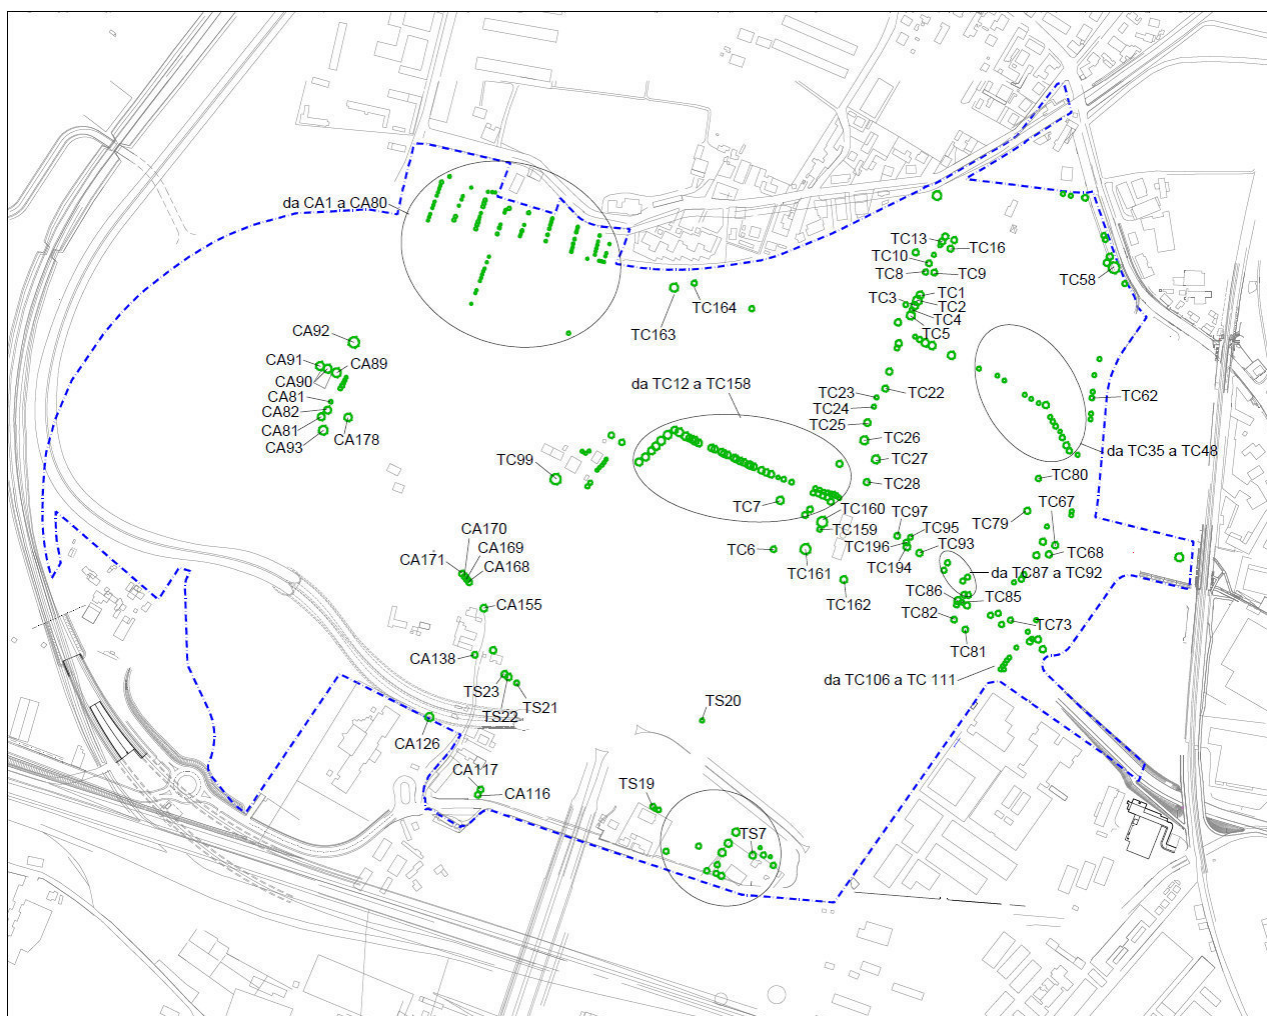 da CA1 a CA80
TC13
TC16
TC10
TC8
TC9
TC58
TC3
TC1
TC2
TC4
TC5
TC164
TC163
CA92
CA91
CA89
CA90
CA81
CA82
CA81
CA178
CA93
da TC12 a TC158
TC23
TC22
TC24
TC25
TC26
TC27
TC28
TC62
da TC35 a TC48
TC99
TC80
TC7
TC160
TC159
TC97
TC95
TC79
TC67
TC196
TC93
TC194
TC68
TC6
TC161
TC162
CA170
CA169
CA171
CA168
da TC87 a TC92
TC86
TC85
CA155
TC82
TC73
TC81
CA138
TS23
TS22
TS21
da TC106 a TC 111
TS20
CA126
CA117
CA116
TS19
TS7